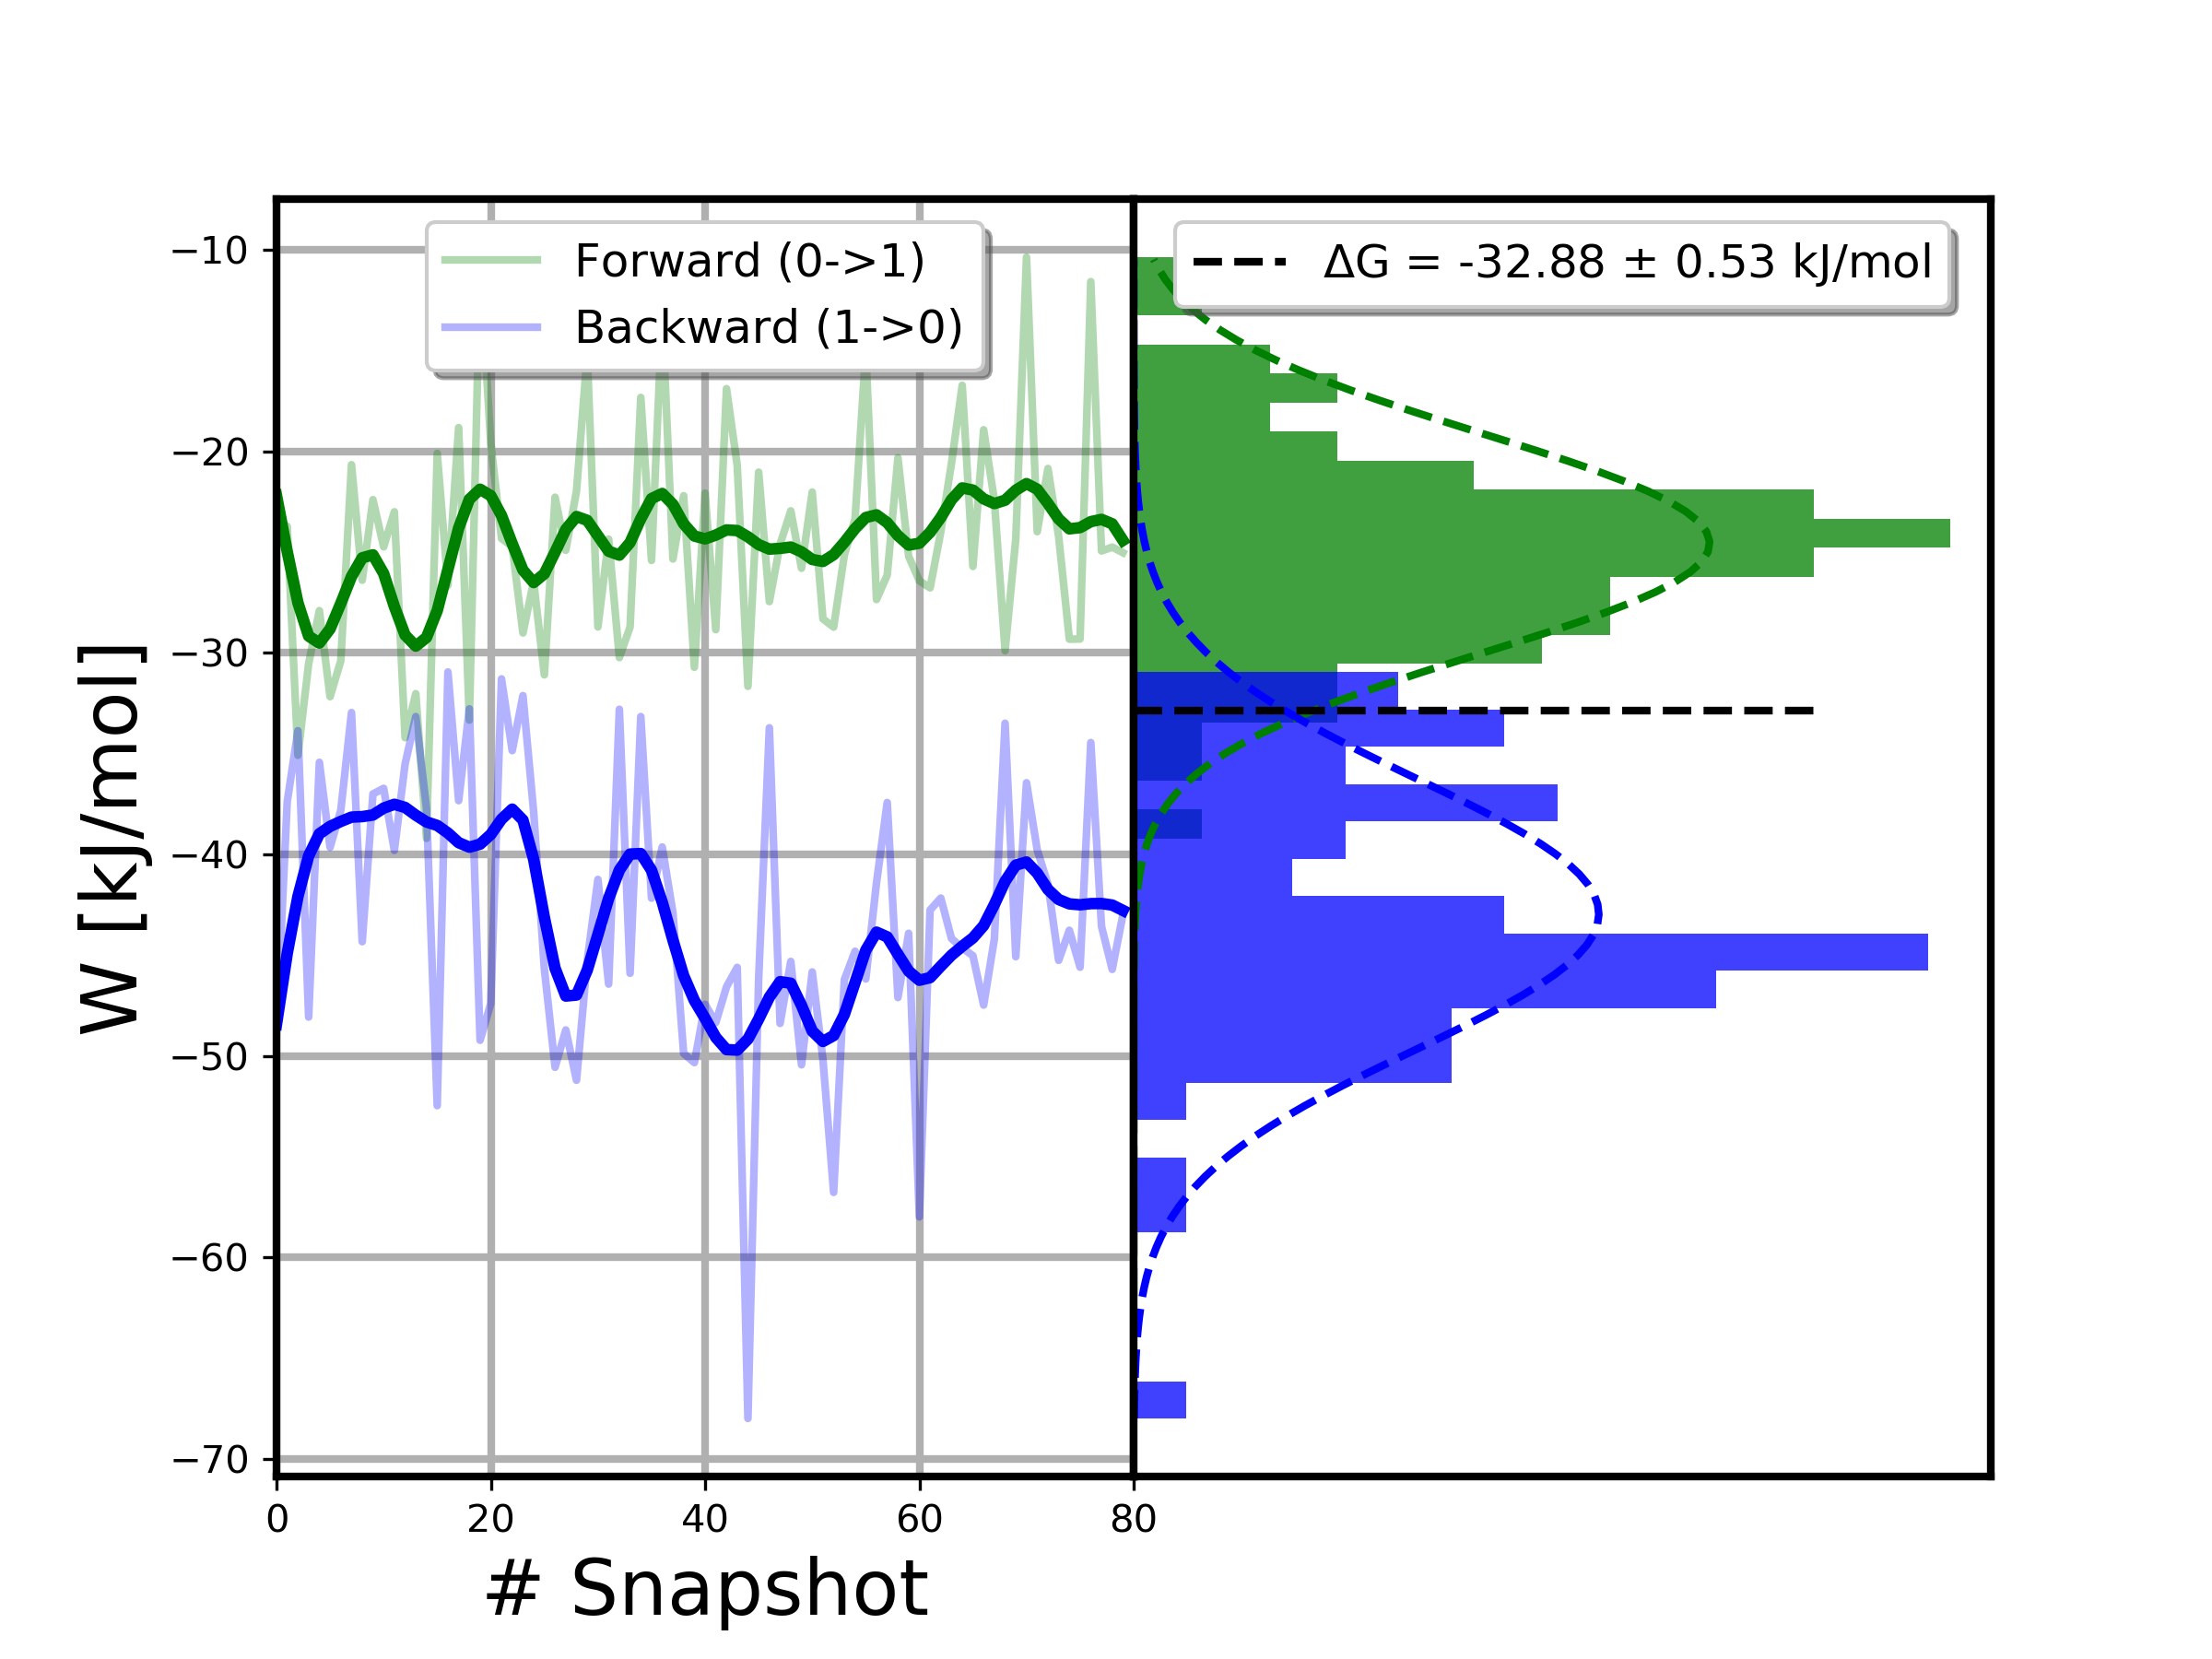 Forward (0->1)
Backward (1->0)
ΔG = -32.88 ± 0.53 kJ/mol
W [kJ/mol]
−10
−20
−30
−40
−50
−60
−70
0 20 40 60 80
# Snapshot